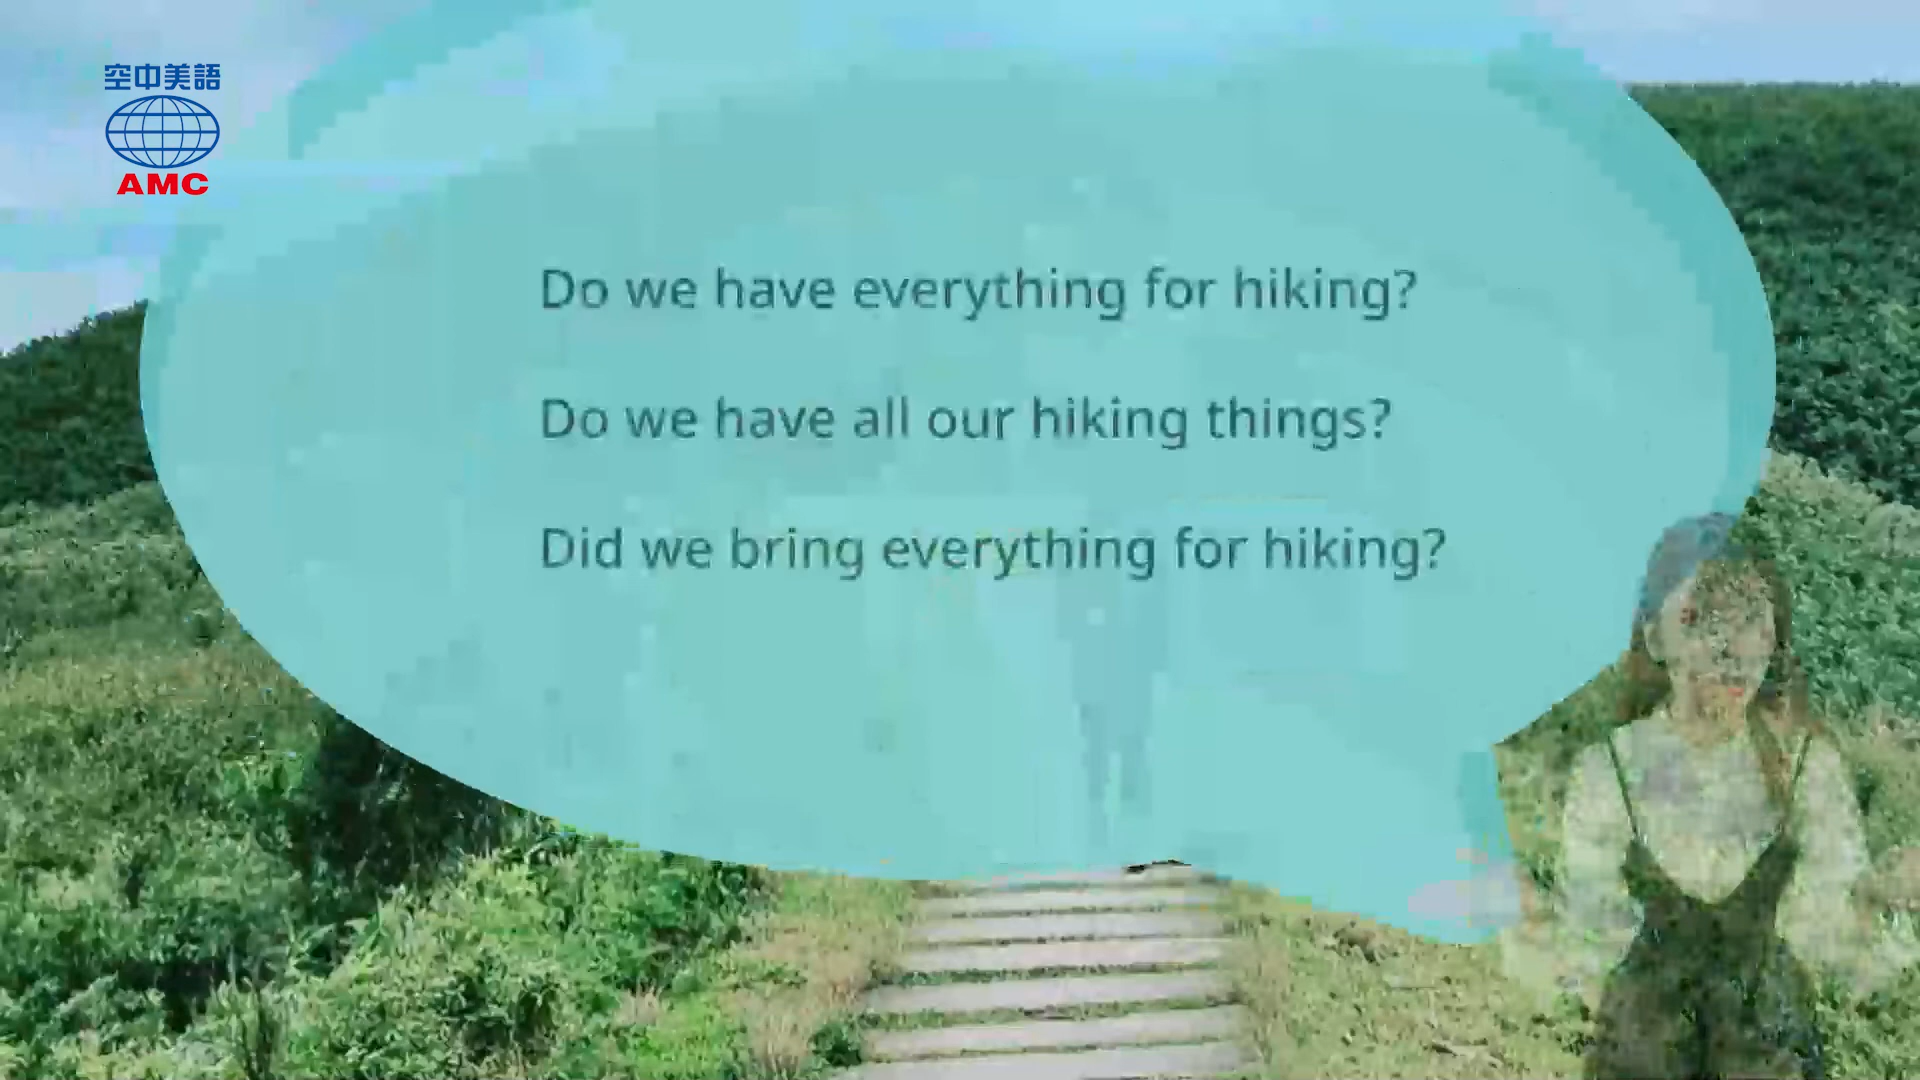 空中美語
AMC
Do we have everything for hiking?
Do we have all our hiking things?
Did we bring everything for hiking?